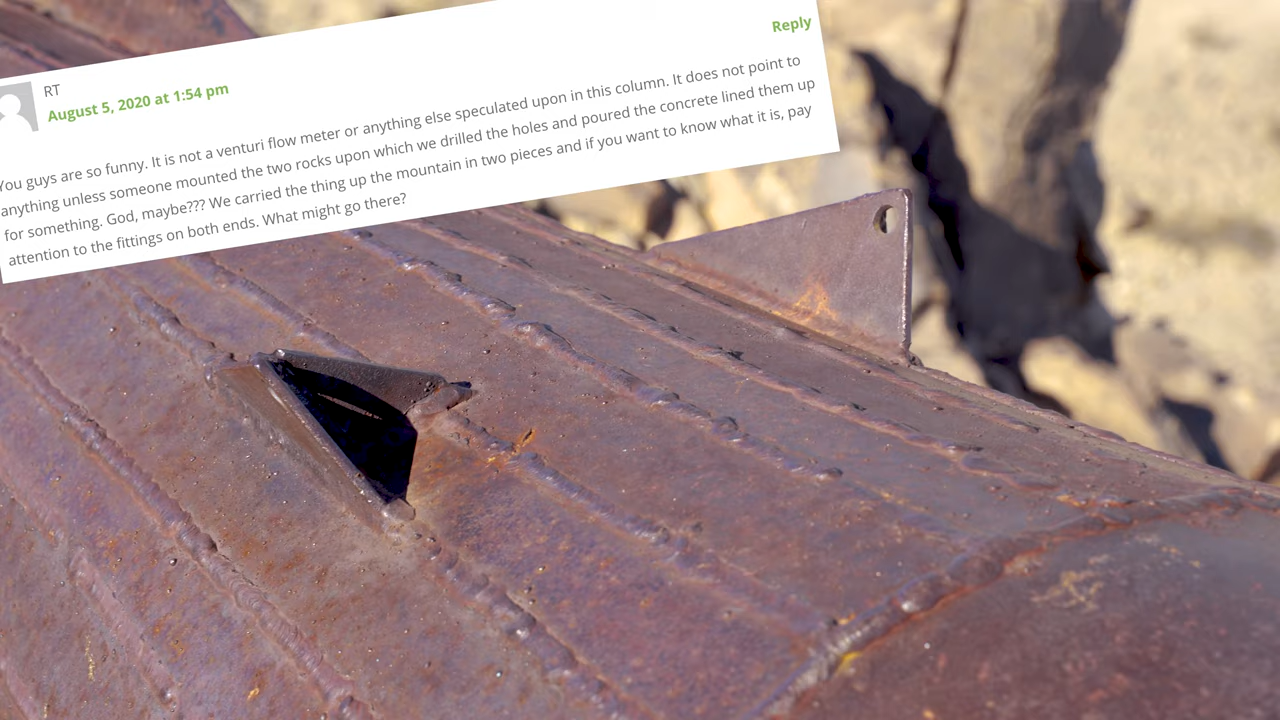 Reply
RT
August 5, 2020 at 1:54 pm
You guys are so funny. It is not a venturi flow meter or anything else speculated upon in this column. It does not point to
anything unless someone mounted the two rocks upon which we drilled the holes and poured the concrete lined them up
for something. God, maybe??? We carried the thing up the mountain in two pieces and if you want to know what it is, pay
attention to the fittings on both ends. What might go there?